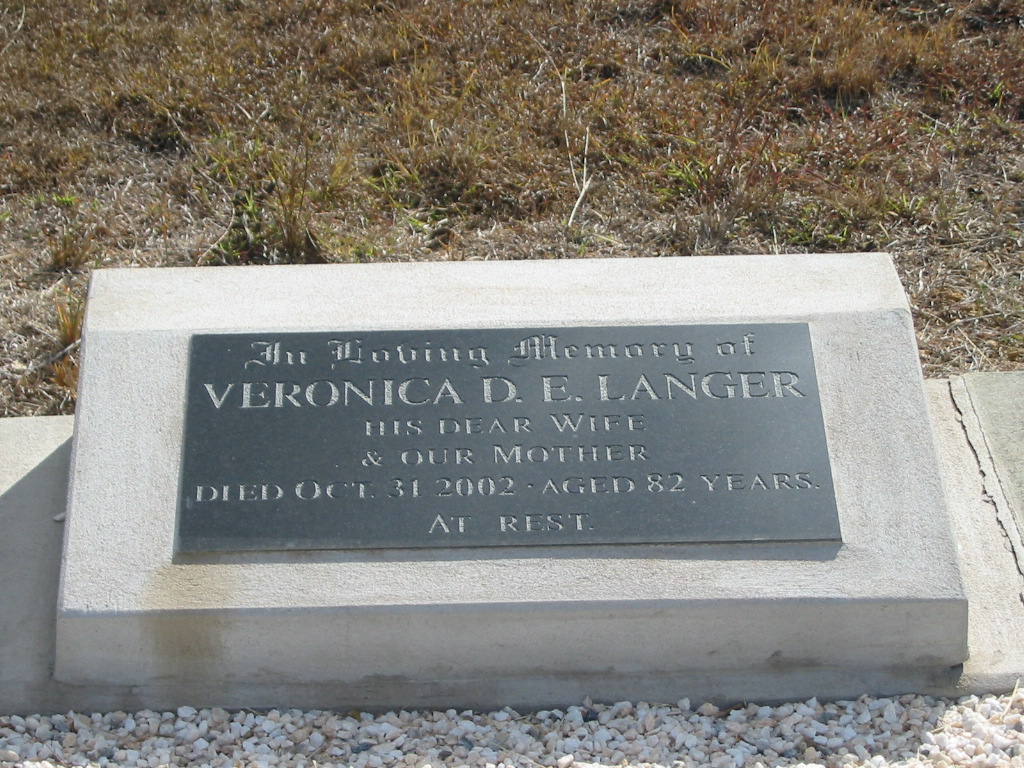 In Loving Memory of
VERONICA D. E. LANGER
HIS DEAR WIFE
& OUR MOTHER
DIED OCT. 31 2002 · AGED 82 YEARS.
AT REST.